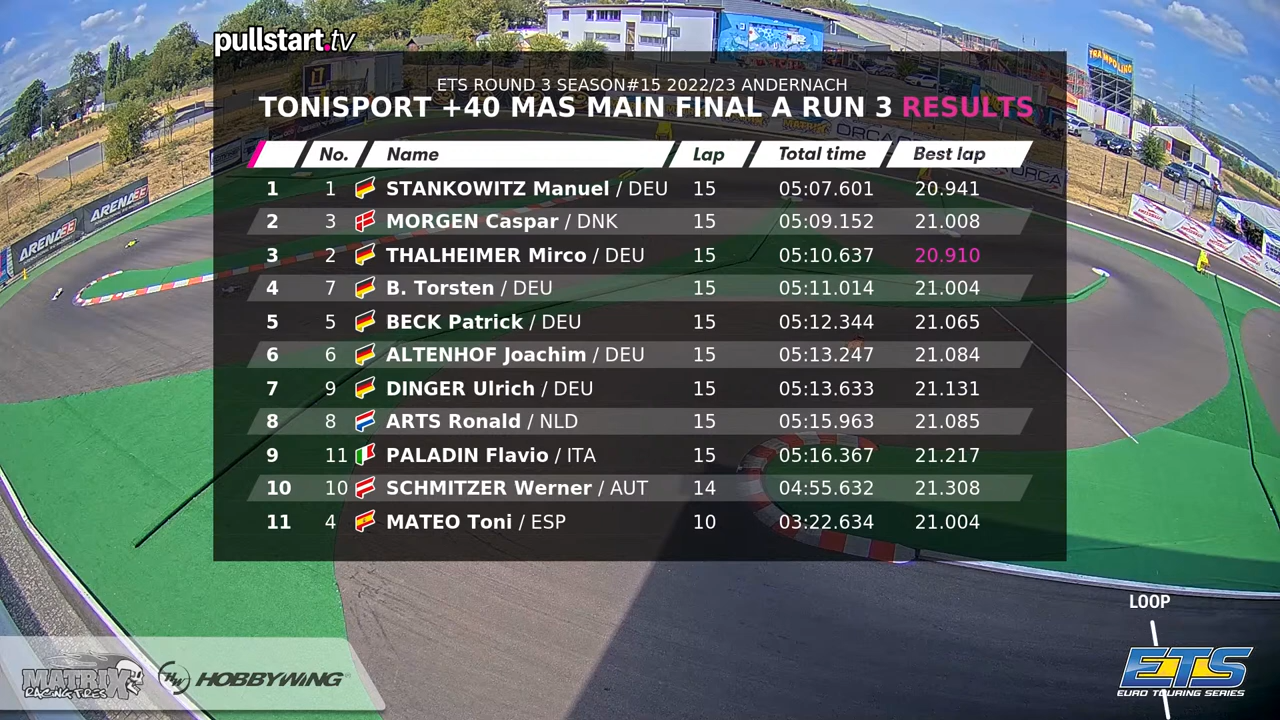 pullstart.tv
ETS ROUND 3 SEASON#15 2022/23 ANDERNACH
TONISPORT +40 MAS MAIN FINAL A RUN 3 RESULTS
No. Name Lap Total time Best lap
1 1 STANKOWITZ Manuel / DEU 15 05:07.601 20.941
2 3 MORGEN Caspar / DNK 15 05:09.152 21.008
3 2 THALHEIMER Mirco / DEU 15 05:10.637 20.910
4 7 B. Torsten / DEU 15 05:11.014 21.004
5 5 BECK Patrick / DEU 15 05:12.344 21.065
6 6 ALTENHOF Joachim / DEU 15 05:13.247 21.084
7 9 DINGER Ulrich / DEU 15 05:13.633 21.131
8 8 ARTS Ronald / NLD 15 05:15.963 21.085
9 11 PALADIN Flavio / ITA 15 05:16.367 21.217
10 10 SCHMITZER Werner / AUT 14 04:55.632 21.308
11 4 MATEO Toni / ESP 10 03:22.634 21.004
TRAMPOLINO
ORCA
ARENA33 ARENA33
LOOP
MATRIX
RACING TIRES
HW HOBBYWING
ETS
EURO TOURING SERIES